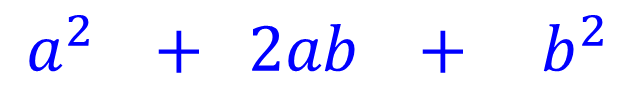 a² + 2ab + b²